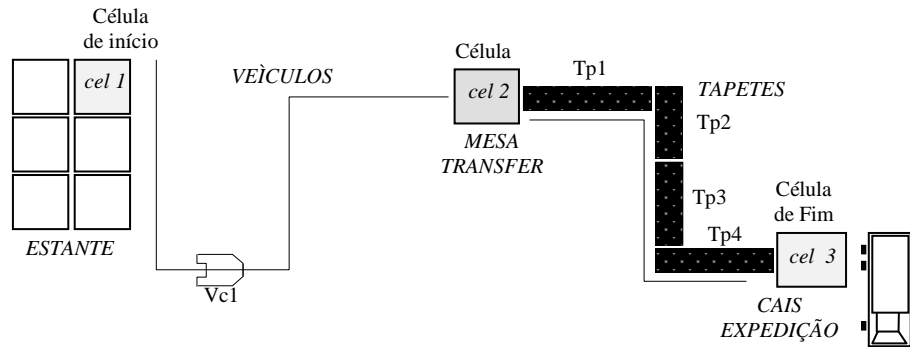 Célula
de início
cel 1
ESTANTE
VEÌCULOS
Vc1
Célula
cel 2
MESA
TRANSFER
Tp1
TAPETES
Tp2
Tp3
Tp4
Célula
de Fim
cel 3
CAIS
EXPEDIÇÃO